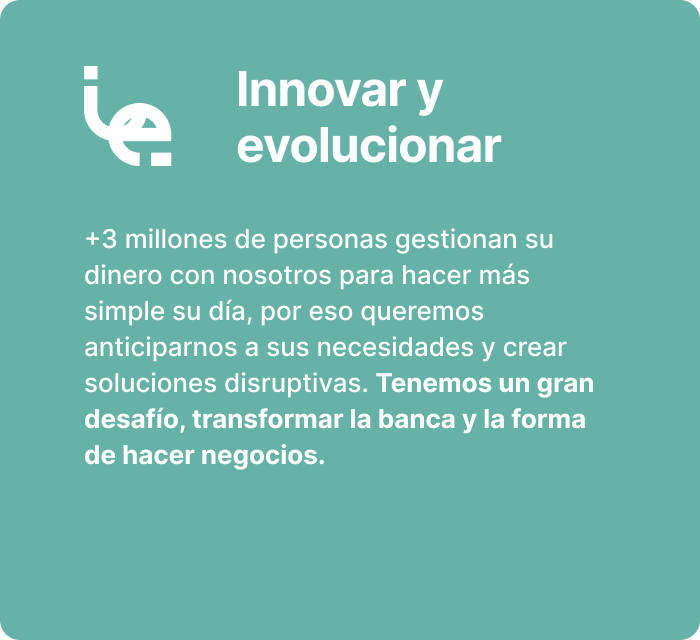 ie
Innovar y
evolucionar
+3 millones de personas gestionan su
dinero con nosotros para hacer más
simple su día, por eso queremos
anticiparnos a sus necesidades y crear
soluciones disruptivas. Tenemos un gran
desafío, transformar la banca y la forma
de hacer negocios.